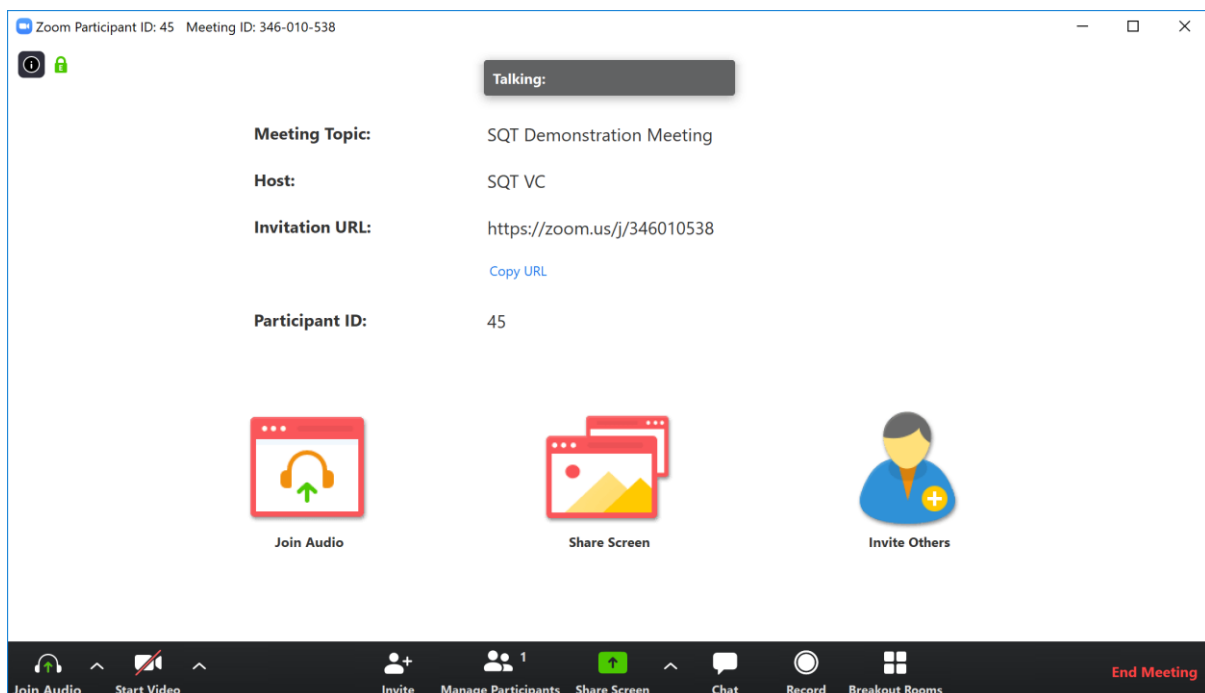 Zoom Participant ID: 45 Meeting ID: 346-010-538
Talking:
Meeting Topic: SQT Demonstration Meeting
Host: SQT VC
Invitation URL: https://zoom.us/j/346010538
Copy URL
Participant ID: 45
Join Audio Share Screen Invite Others
1
Join Audio Start Video Invite Manage Participants Share Screen Chat Record Breakout Rooms End Meeting